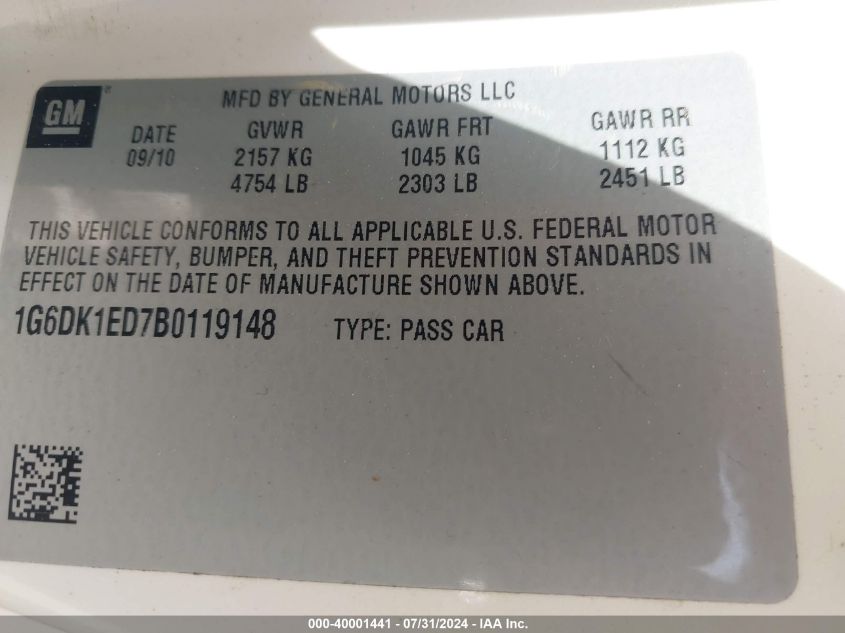 GM ®
MFD BY GENERAL MOTORS LLC
DATE GVWR GAWR FRT GAWR RR
09/10 2157 KG 1045 KG 1112 KG
4754 LB 2303 LB 2451 LB
THIS VEHICLE CONFORMS TO ALL APPLICABLE U.S. FEDERAL MOTOR
VEHICLE SAFETY, BUMPER, AND THEFT PREVENTION STANDARDS IN
EFFECT ON THE DATE OF MANUFACTURE SHOWN ABOVE.
1G6DK1ED7B0119148 TYPE: PASS CAR
000-40001441 - 07/31/2024 - IAA Inc.